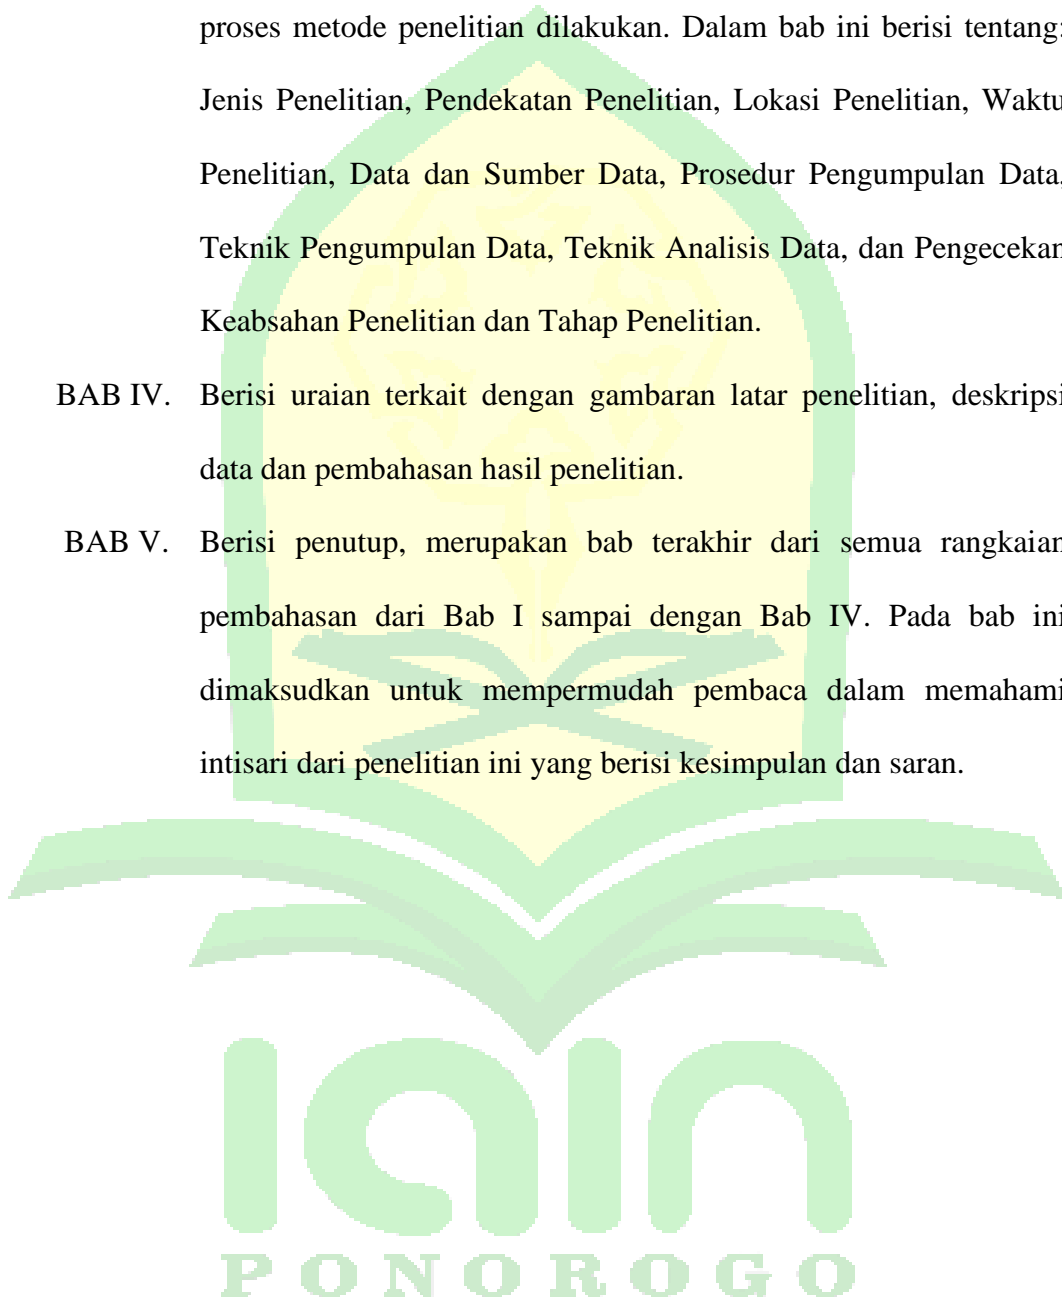 proses metode penelitian dilakukan. Dalam bab ini berisi tentang:
Jenis Penelitian, Pendekatan Penelitian, Lokasi Penelitian, Waktu
Penelitian, Data dan Sumber Data, Prosedur Pengumpulan Data,
Teknik Pengumpulan Data, Teknik Analisis Data, dan Pengecekan
Keabsahan Penelitian dan Tahap Penelitian.
BAB IV. Berisi uraian terkait dengan gambaran latar penelitian, deskripsi
data dan pembahasan hasil penelitian.
BAB V. Berisi penutup, merupakan bab terakhir dari semua rangkaian
pembahasan dari Bab I sampai dengan Bab IV. Pada bab ini
dimaksudkan untuk mempermudah pembaca dalam memahami
intisari dari penelitian ini yang berisi kesimpulan dan saran.
iain
PONOROGO